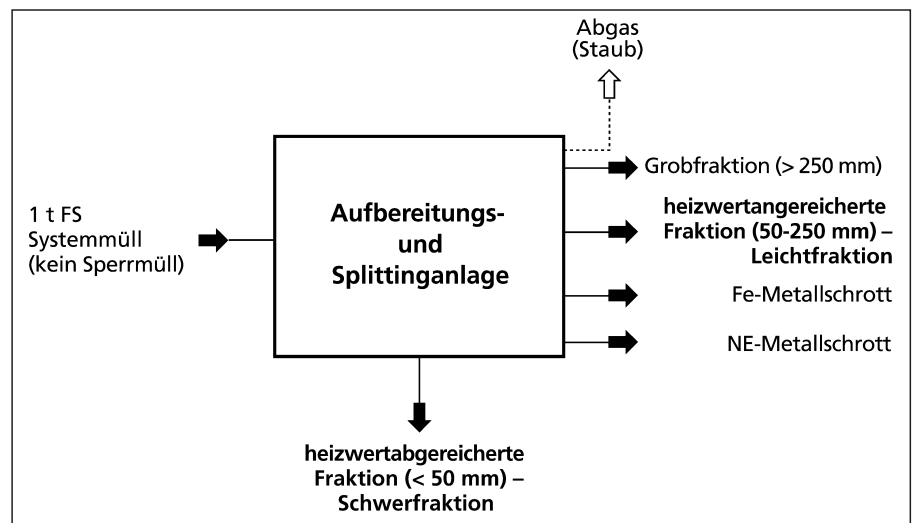 Abgas
(Staub)
Grobfraktion (> 250 mm)
1 t FS
Systemmüll
(kein Sperrmüll)
Aufbereitungs-
und
Splittinganlage
heizwertangereicherte
Fraktion (50-250 mm) –
Leichtfraktion
Fe-Metallschrott
NE-Metallschrott
heizwertabgereicherte
Fraktion (< 50 mm) –
Schwerfraktion